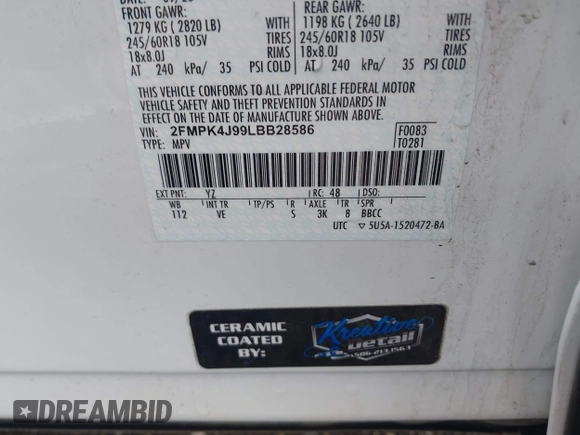 FRONT GAWR:
1279 KG ( 2820 LB) WITH
245/60R18 105V TIRES
18x8.0J RIMS
AT 240 kPa/ 35 PSI COLD
REAR GAWR:
1198 KG ( 2640 LB) WITH
245/60R18 105V TIRES
18x8.0J RIMS
AT 240 kPa/ 35 PSI COLD
THIS VEHICLE CONFORMS TO ALL APPLICABLE FEDERAL MOTOR
VEHICLE SAFETY AND THEFT PREVENTION STANDARDS IN
EFFECT ON THE DATE OF MANUFACTURE SHOWN ABOVE.
VIN: 2FMPK4J99LBB28586
TYPE: MPV
F0083
T0281
EXT PNT: YZ RC: 48 DSO:
WB INT TR TP/PS R AXLE TR SPR
112 VE S 3K 8 BBCC
UTC ▽ 5U5A-1520472-BA
CERAMIC
COATED
BY:
Kreative
Detail
586-213-1563
DREAMBID